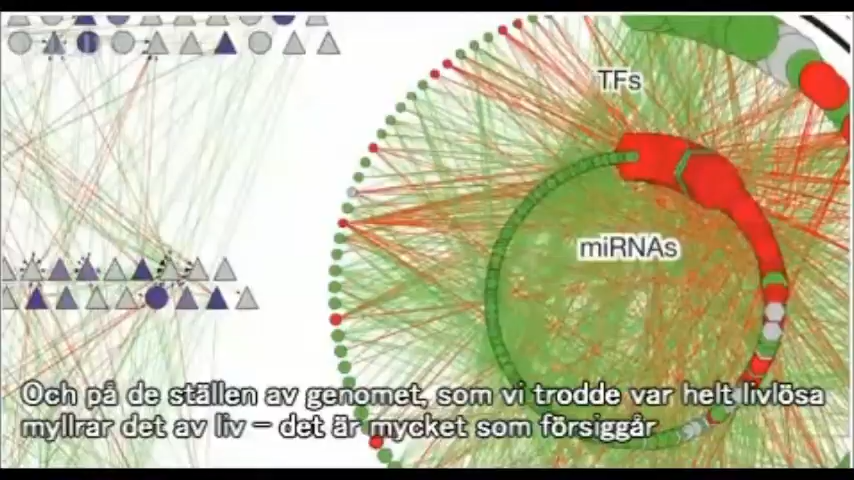 TFs
miRNAs
Och på de ställen av genomet, som vi trodde var helt livlösa
myllrar det av liv – det är mycket som försiggår